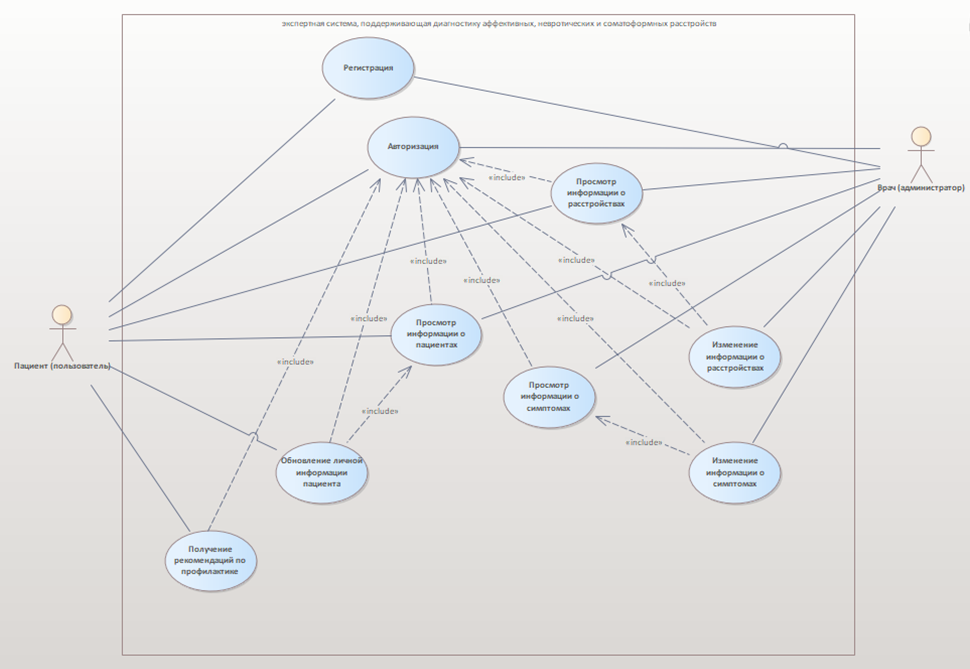 экспертная система, поддерживающая диагностику аффективных, невротических и соматоформных расстройств
Регистрация
Авторизация
«include»
Просмотр
информации о
расстройствах
Врач (администратор)
«include»
«include»
«include»
«include»
Пациент (пользователь)
«include»
Просмотр
информации о
пациентах
«include»
Изменение
информации о
расстройствах
«include»
Просмотр
информации о
симптомах
«include»
«include»
Обновление личной
информации
пациента
Изменение
информации о
симптомах
Получение
рекомендаций по
профилактике